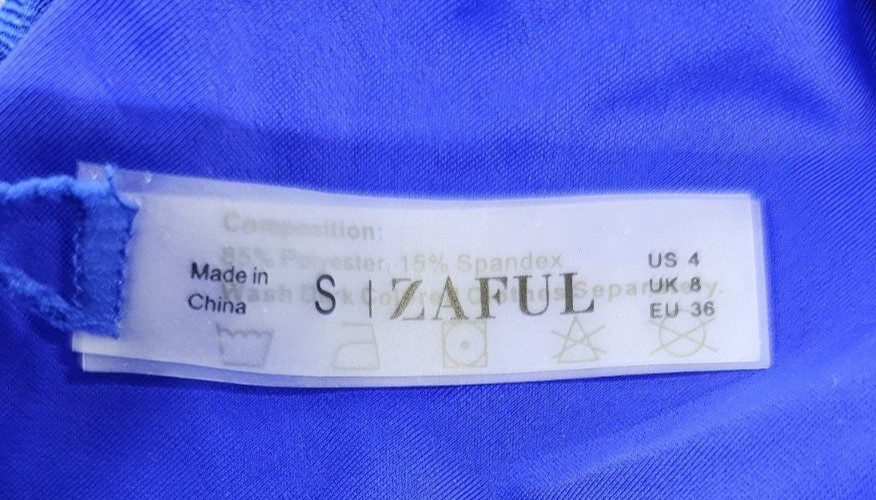 Composition:
85% Polyester, 15% Spandex
Wash Dark Colored Clothes Separately.
Made in
China
S | ZAFUL
US 4
UK 8
EU 36